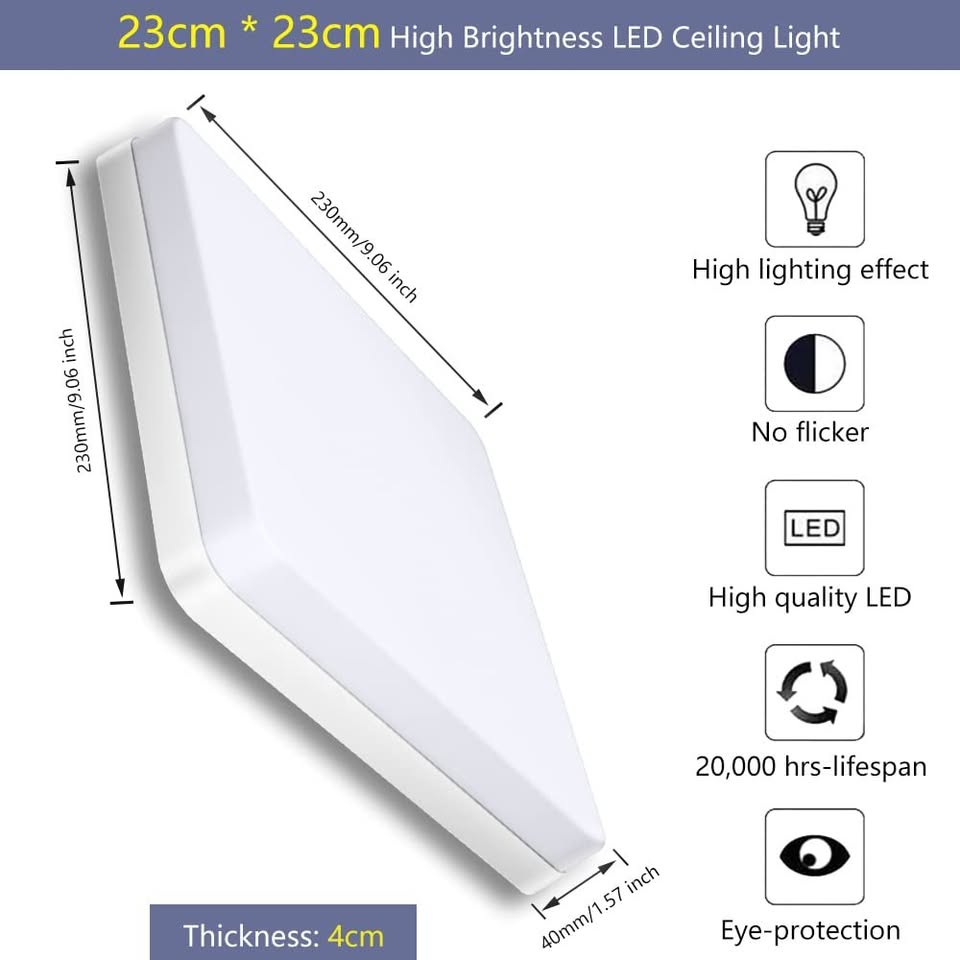 23cm * 23cm High Brightness LED Ceiling Light
230mm/9.06 inch
230mm/9.06 inch
40mm/1.57 inch
Thickness: 4cm
High lighting effect
No flicker
LED
High quality LED
20,000 hrs-lifespan
Eye-protection